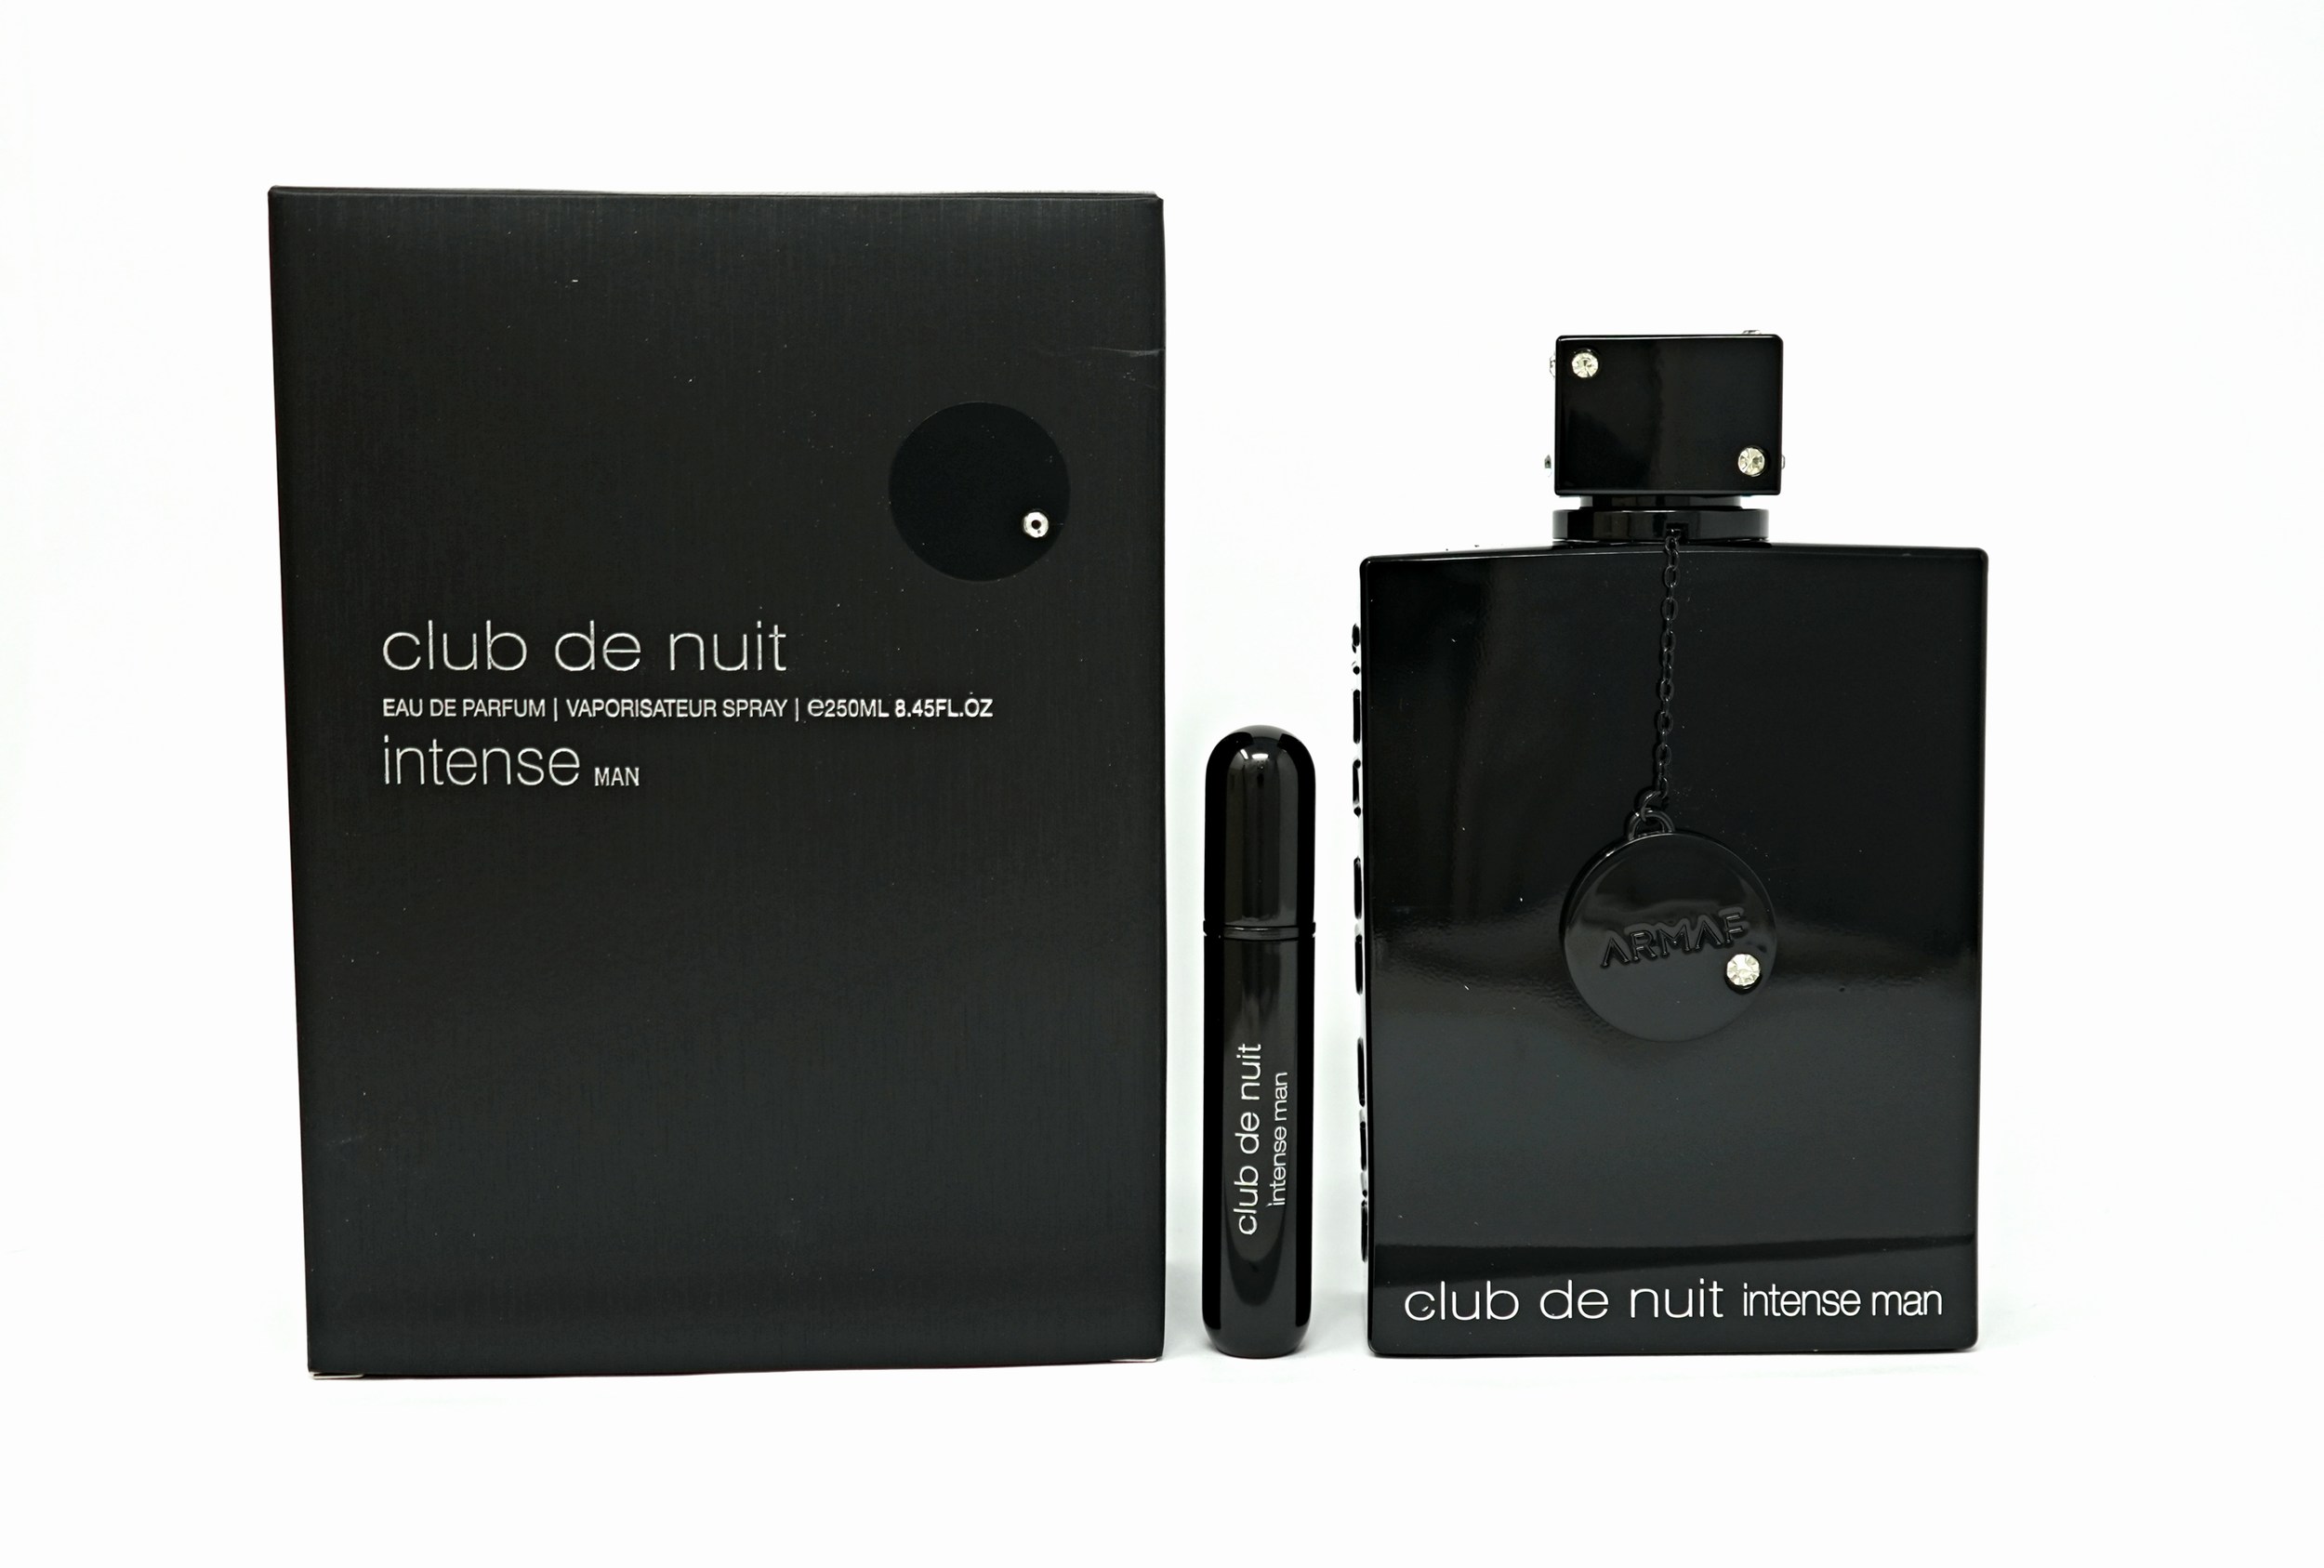 club de nuit
EAU DE PARFUM | VAPORISATEUR SPRAY | ℮250ML 8.45FL.OZ
intense MAN
club de nuit
intense man
ARMAF
club de nuit intense man